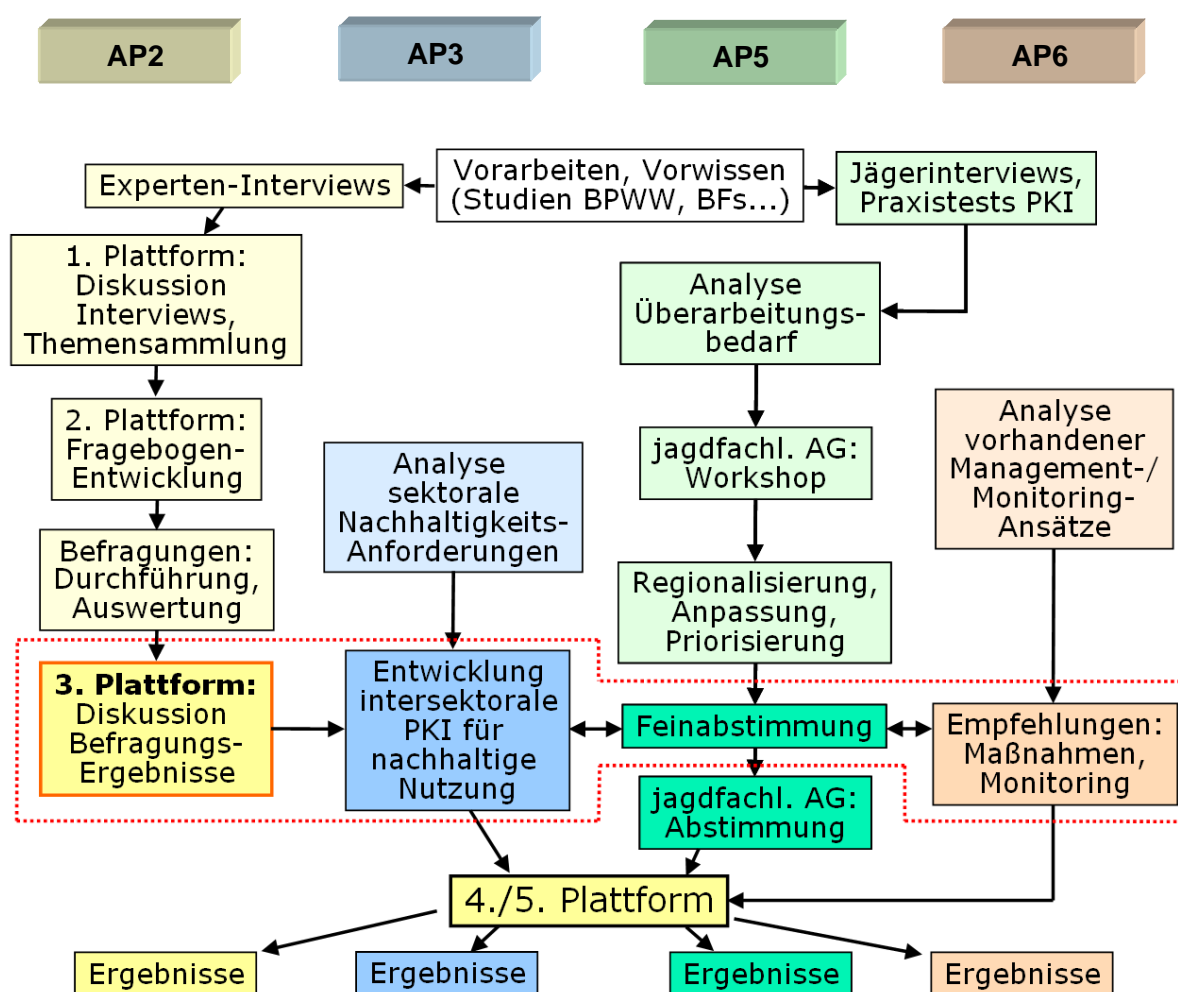 AP2
AP3
AP5
AP6
Vorarbeiten, Vorwissen
(Studien BPWW, BFs...)
Experten-Interviews
Jägerinterviews,
Praxistests PKI
1. Plattform:
Diskussion
Interviews,
Themensammlung
Analyse
Überarbeitungs-
bedarf
2. Plattform:
Fragebogen-
Entwicklung
Analyse
sektorale
Nachhaltigkeits-
Anforderungen
jagdfachl. AG:
Workshop
Analyse
vorhandener
Management-/
Monitoring-
Ansätze
Befragungen:
Durchführung,
Auswertung
Regionalisierung,
Anpassung,
Priorisierung
3. Plattform:
Diskussion
Befragungs-
Ergebnisse
Entwicklung
intersektorale
PKI für
nachhaltige
Nutzung
Feinabstimmung
Empfehlungen:
Maßnahmen,
Monitoring
jagdfachl. AG:
Abstimmung
4./5. Plattform
Ergebnisse
Ergebnisse
Ergebnisse
Ergebnisse